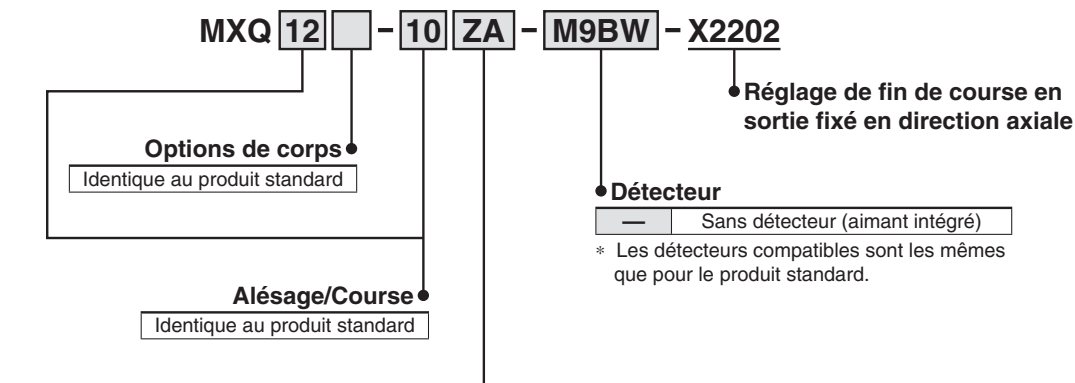 MXQ 12 - 10 ZA - M9BW - X2202
Réglage de fin de course en
sortie fixé en direction axiale
Options de corps
Identique au produit standard
Détecteur
— Sans détecteur (aimant intégré)
* Les détecteurs compatibles sont les mêmes
que pour le produit standard.
Alésage/Course
Identique au produit standard